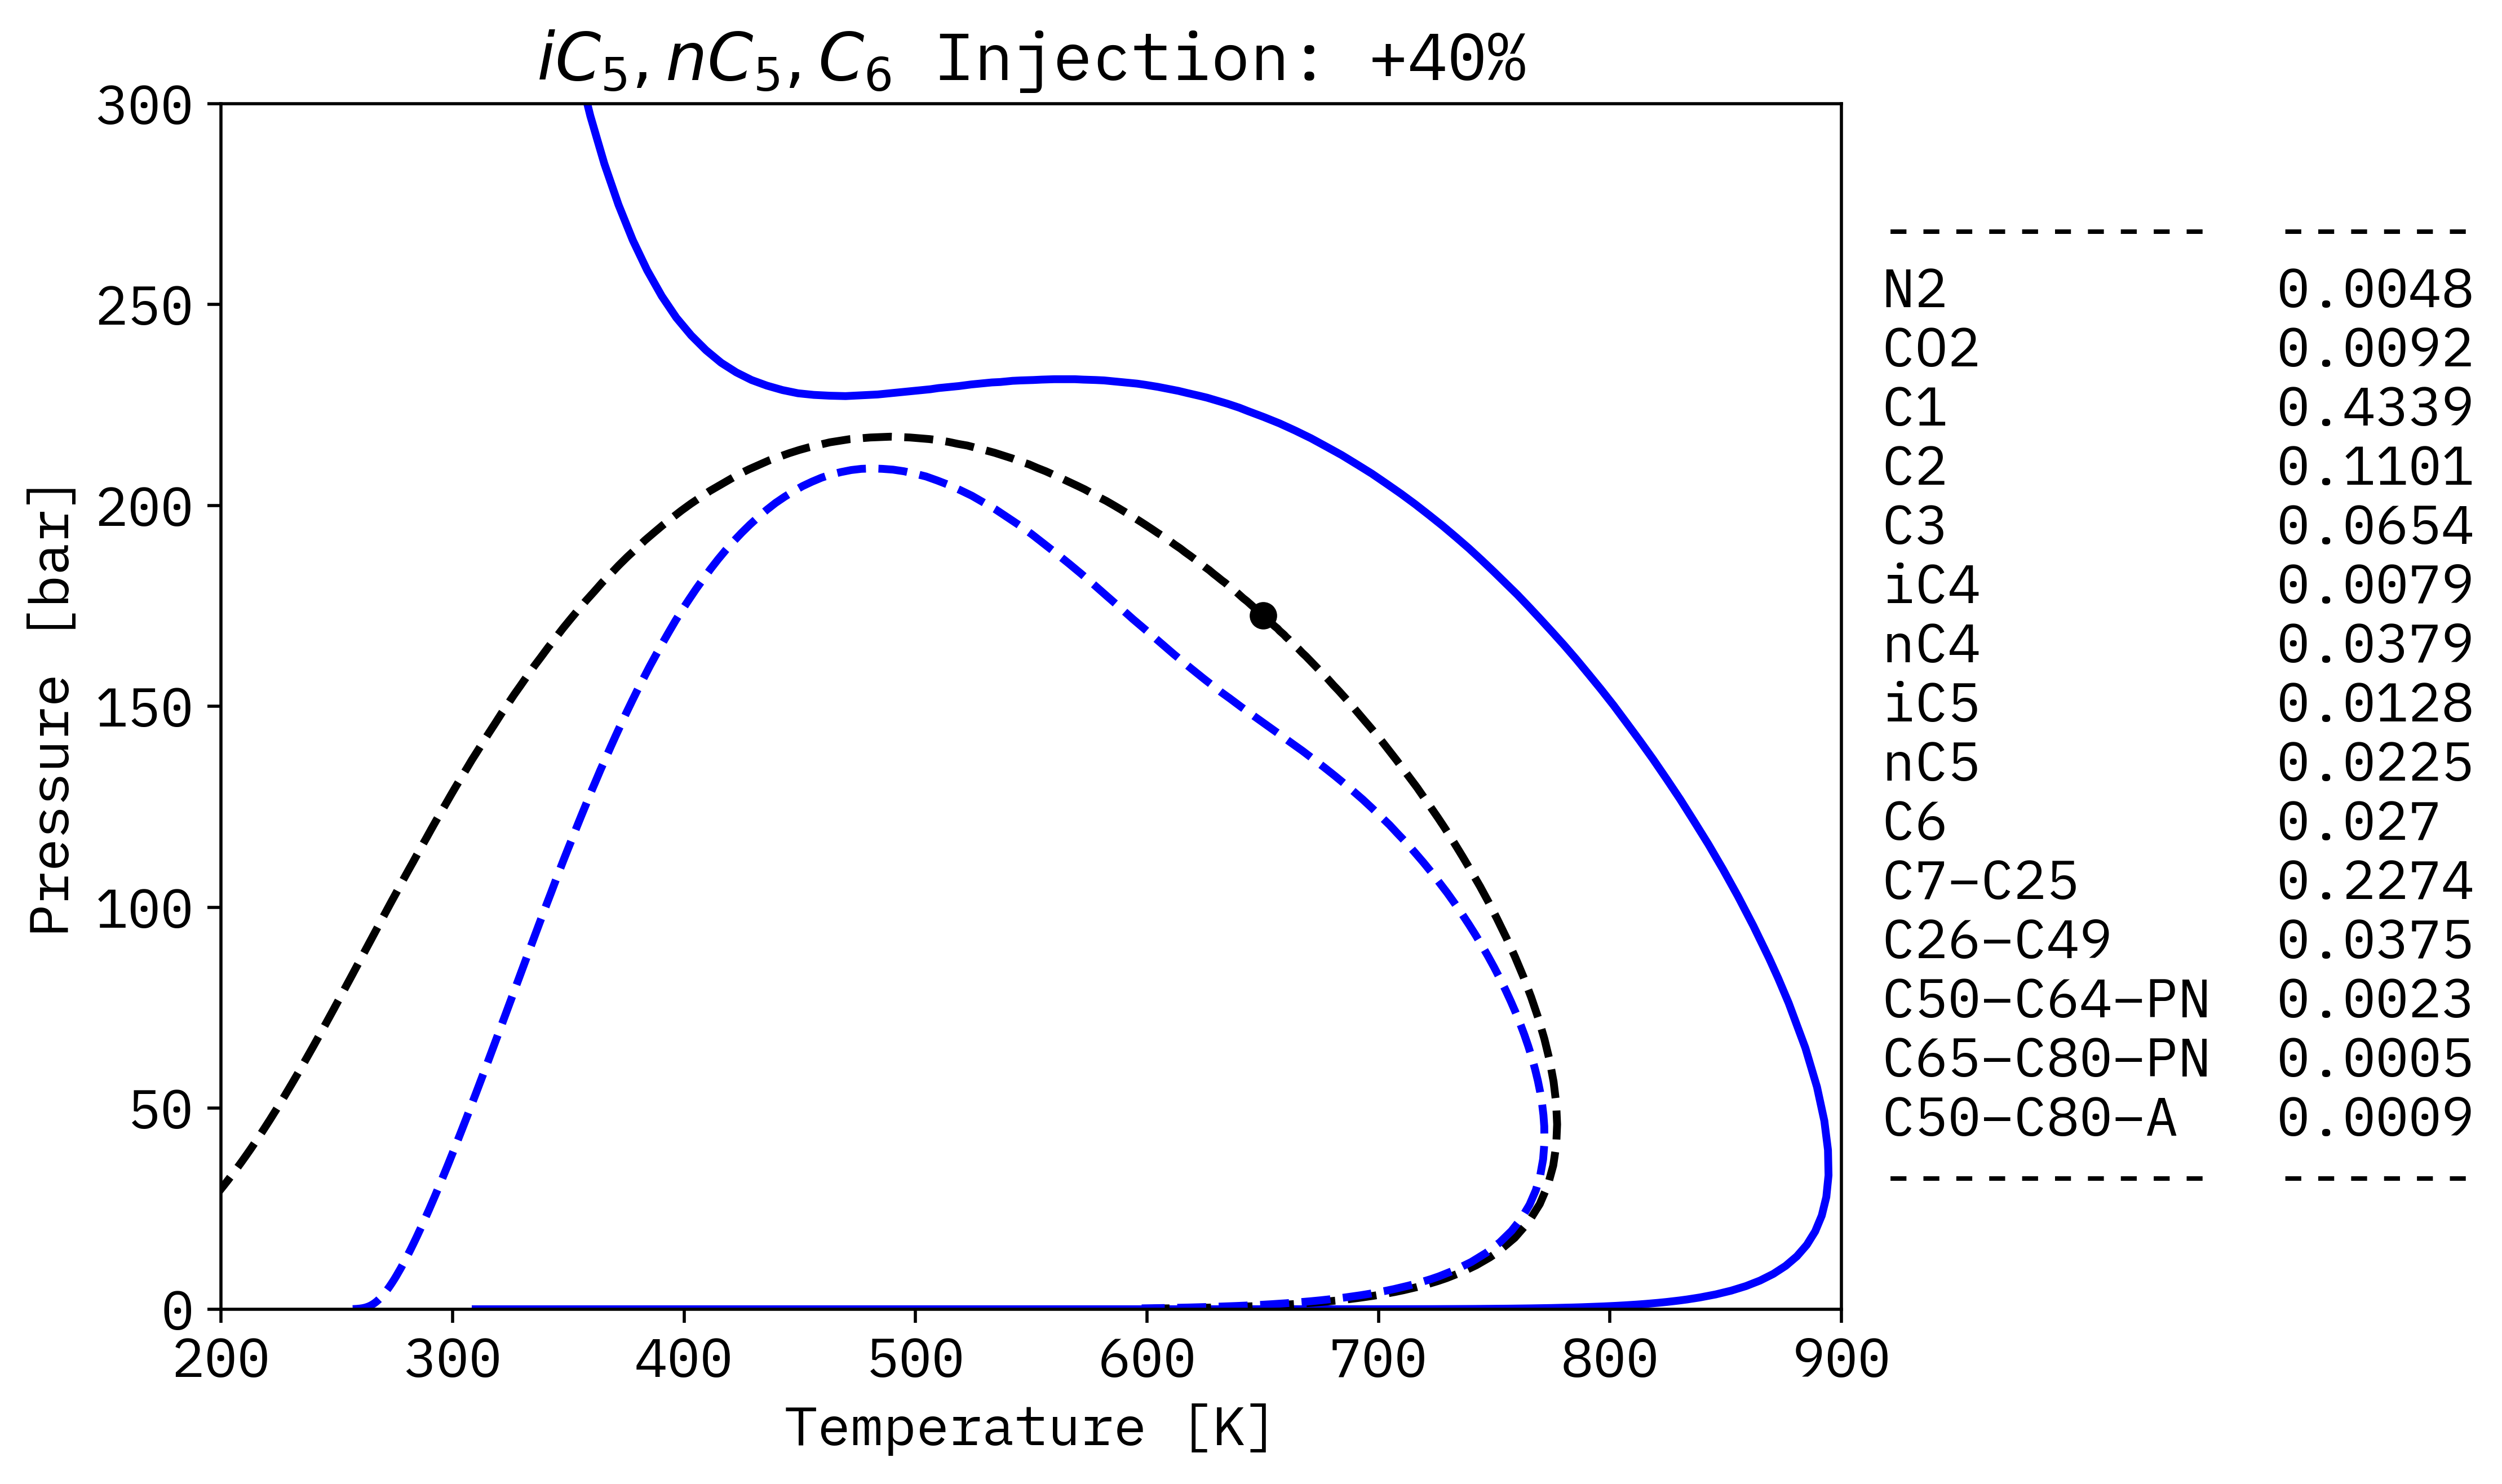 iC5, nC5, C6 Injection: +40%
300
250
200
150
100
50
0
Pressure [bar]
200 300 400 500 600 700 800 900
Temperature [K]
---------- ------
N2 0.0048
CO2 0.0092
C1 0.4339
C2 0.1101
C3 0.0654
iC4 0.0079
nC4 0.0379
iC5 0.0128
nC5 0.0225
C6 0.027
C7−C25 0.2274
C26−C49 0.0375
C50−C64−PN 0.0023
C65−C80−PN 0.0005
C50−C80−A 0.0009
---------- ------